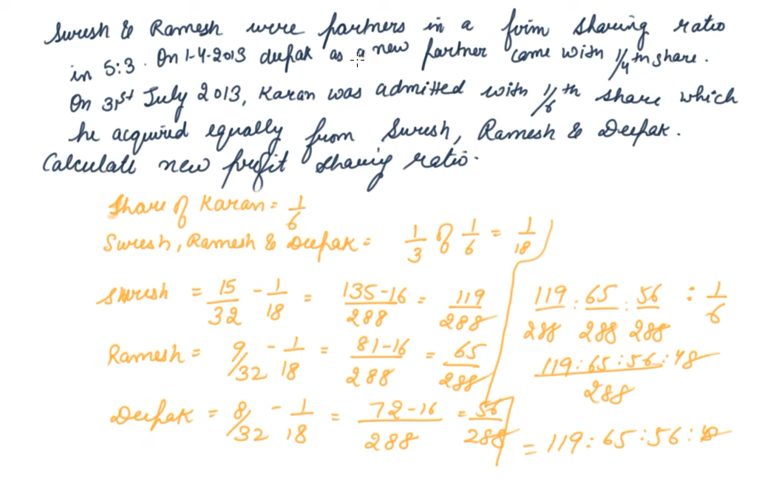 Suresh & Ramesh were partners in a firm sharing ratio
in 5:3. On 1-4-2013 deepak as a new partner came with 1/4th share.
On 31st July 2013, Karan was admitted with 1/6th share which
he acquired equally from Suresh, Ramesh & Deepak.
Calculate new profit sharing ratio.
Share of Karan = 1/6
Suresh, Ramesh & Deepak = 1/3 of 1/6 = 1/18
Suresh = 15/32 - 1/18 = 135-16/288 = 119/288
Ramesh = 9/32 - 1/18 = 81-16/288 = 65/288
Deepak = 8/32 - 1/18 = 72-16/288 = 56/288
119/288 : 65/288 : 56/288 : 1/6
119:65:56:48/288
= 119:65:56:48